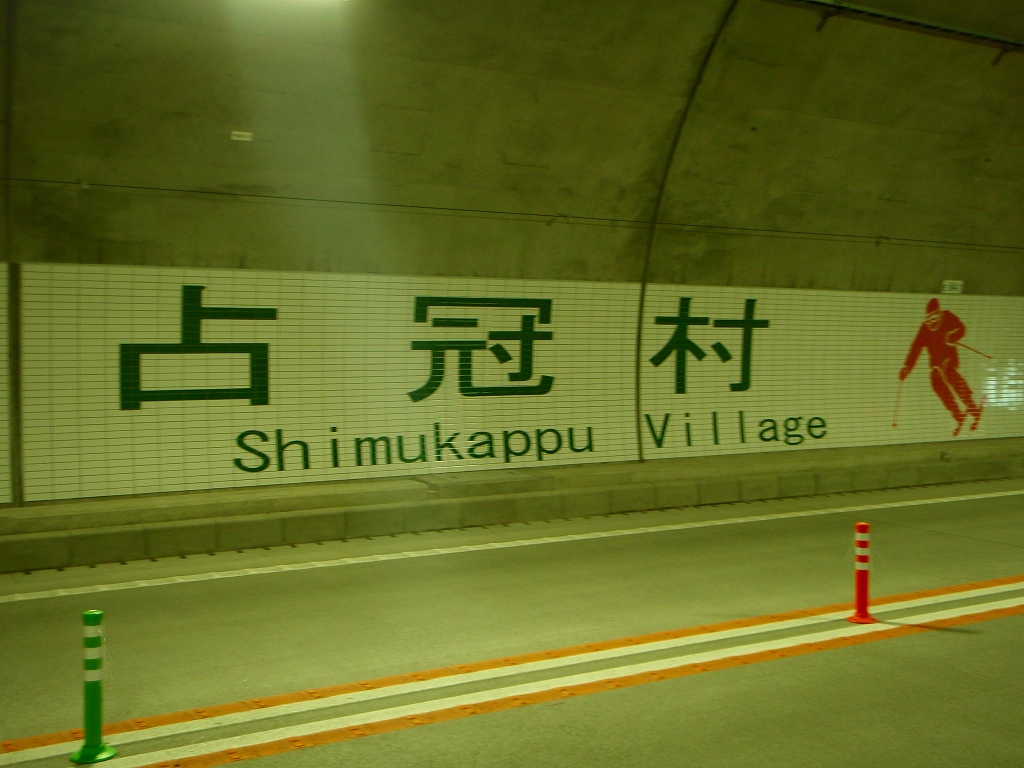 占冠村
Shimukappu Village